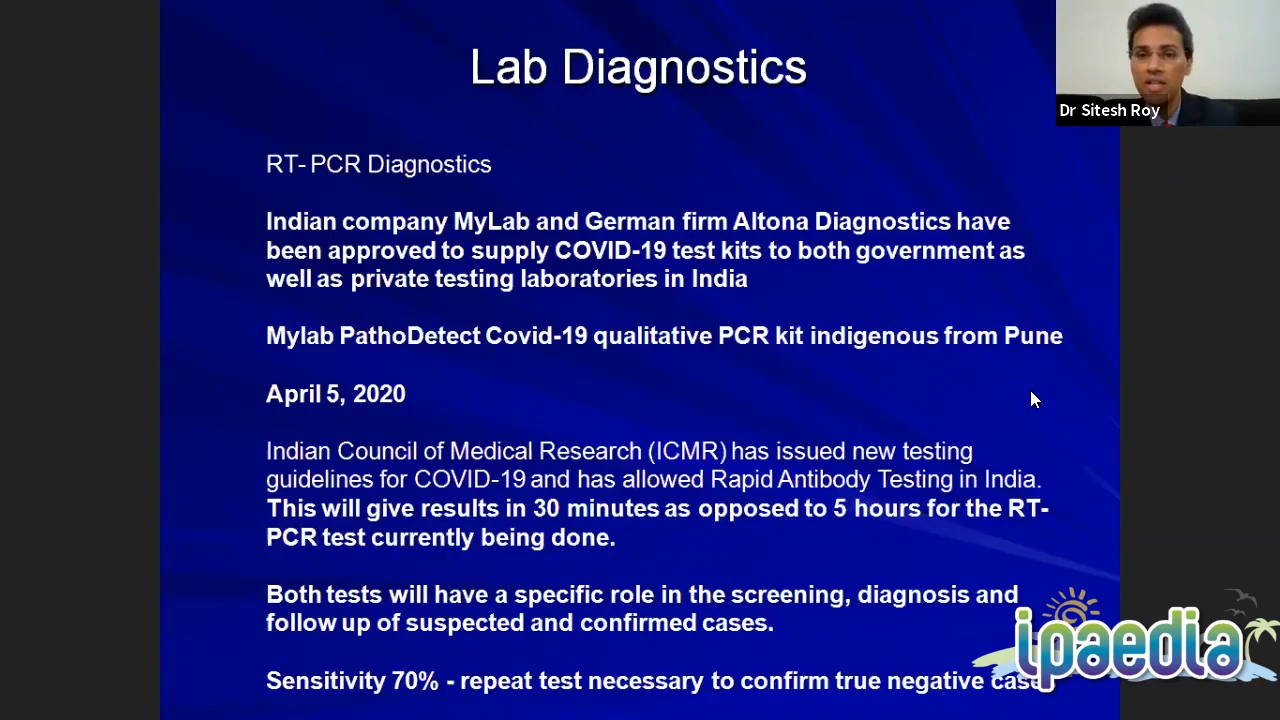 Lab Diagnostics
Dr Sitesh Roy
RT- PCR Diagnostics
Indian company MyLab and German firm Altona Diagnostics have
been approved to supply COVID-19 test kits to both government as
well as private testing laboratories in India
Mylab PathoDetect Covid-19 qualitative PCR kit indigenous from Pune
April 5, 2020
Indian Council of Medical Research (ICMR) has issued new testing
guidelines for COVID-19 and has allowed Rapid Antibody Testing in India.
This will give results in 30 minutes as opposed to 5 hours for the RT-
PCR test currently being done.
Both tests will have a specific role in the screening, diagnosis and
follow up of suspected and confirmed cases.
ipaedia
Sensitivity 70% - repeat test necessary to confirm true negative case